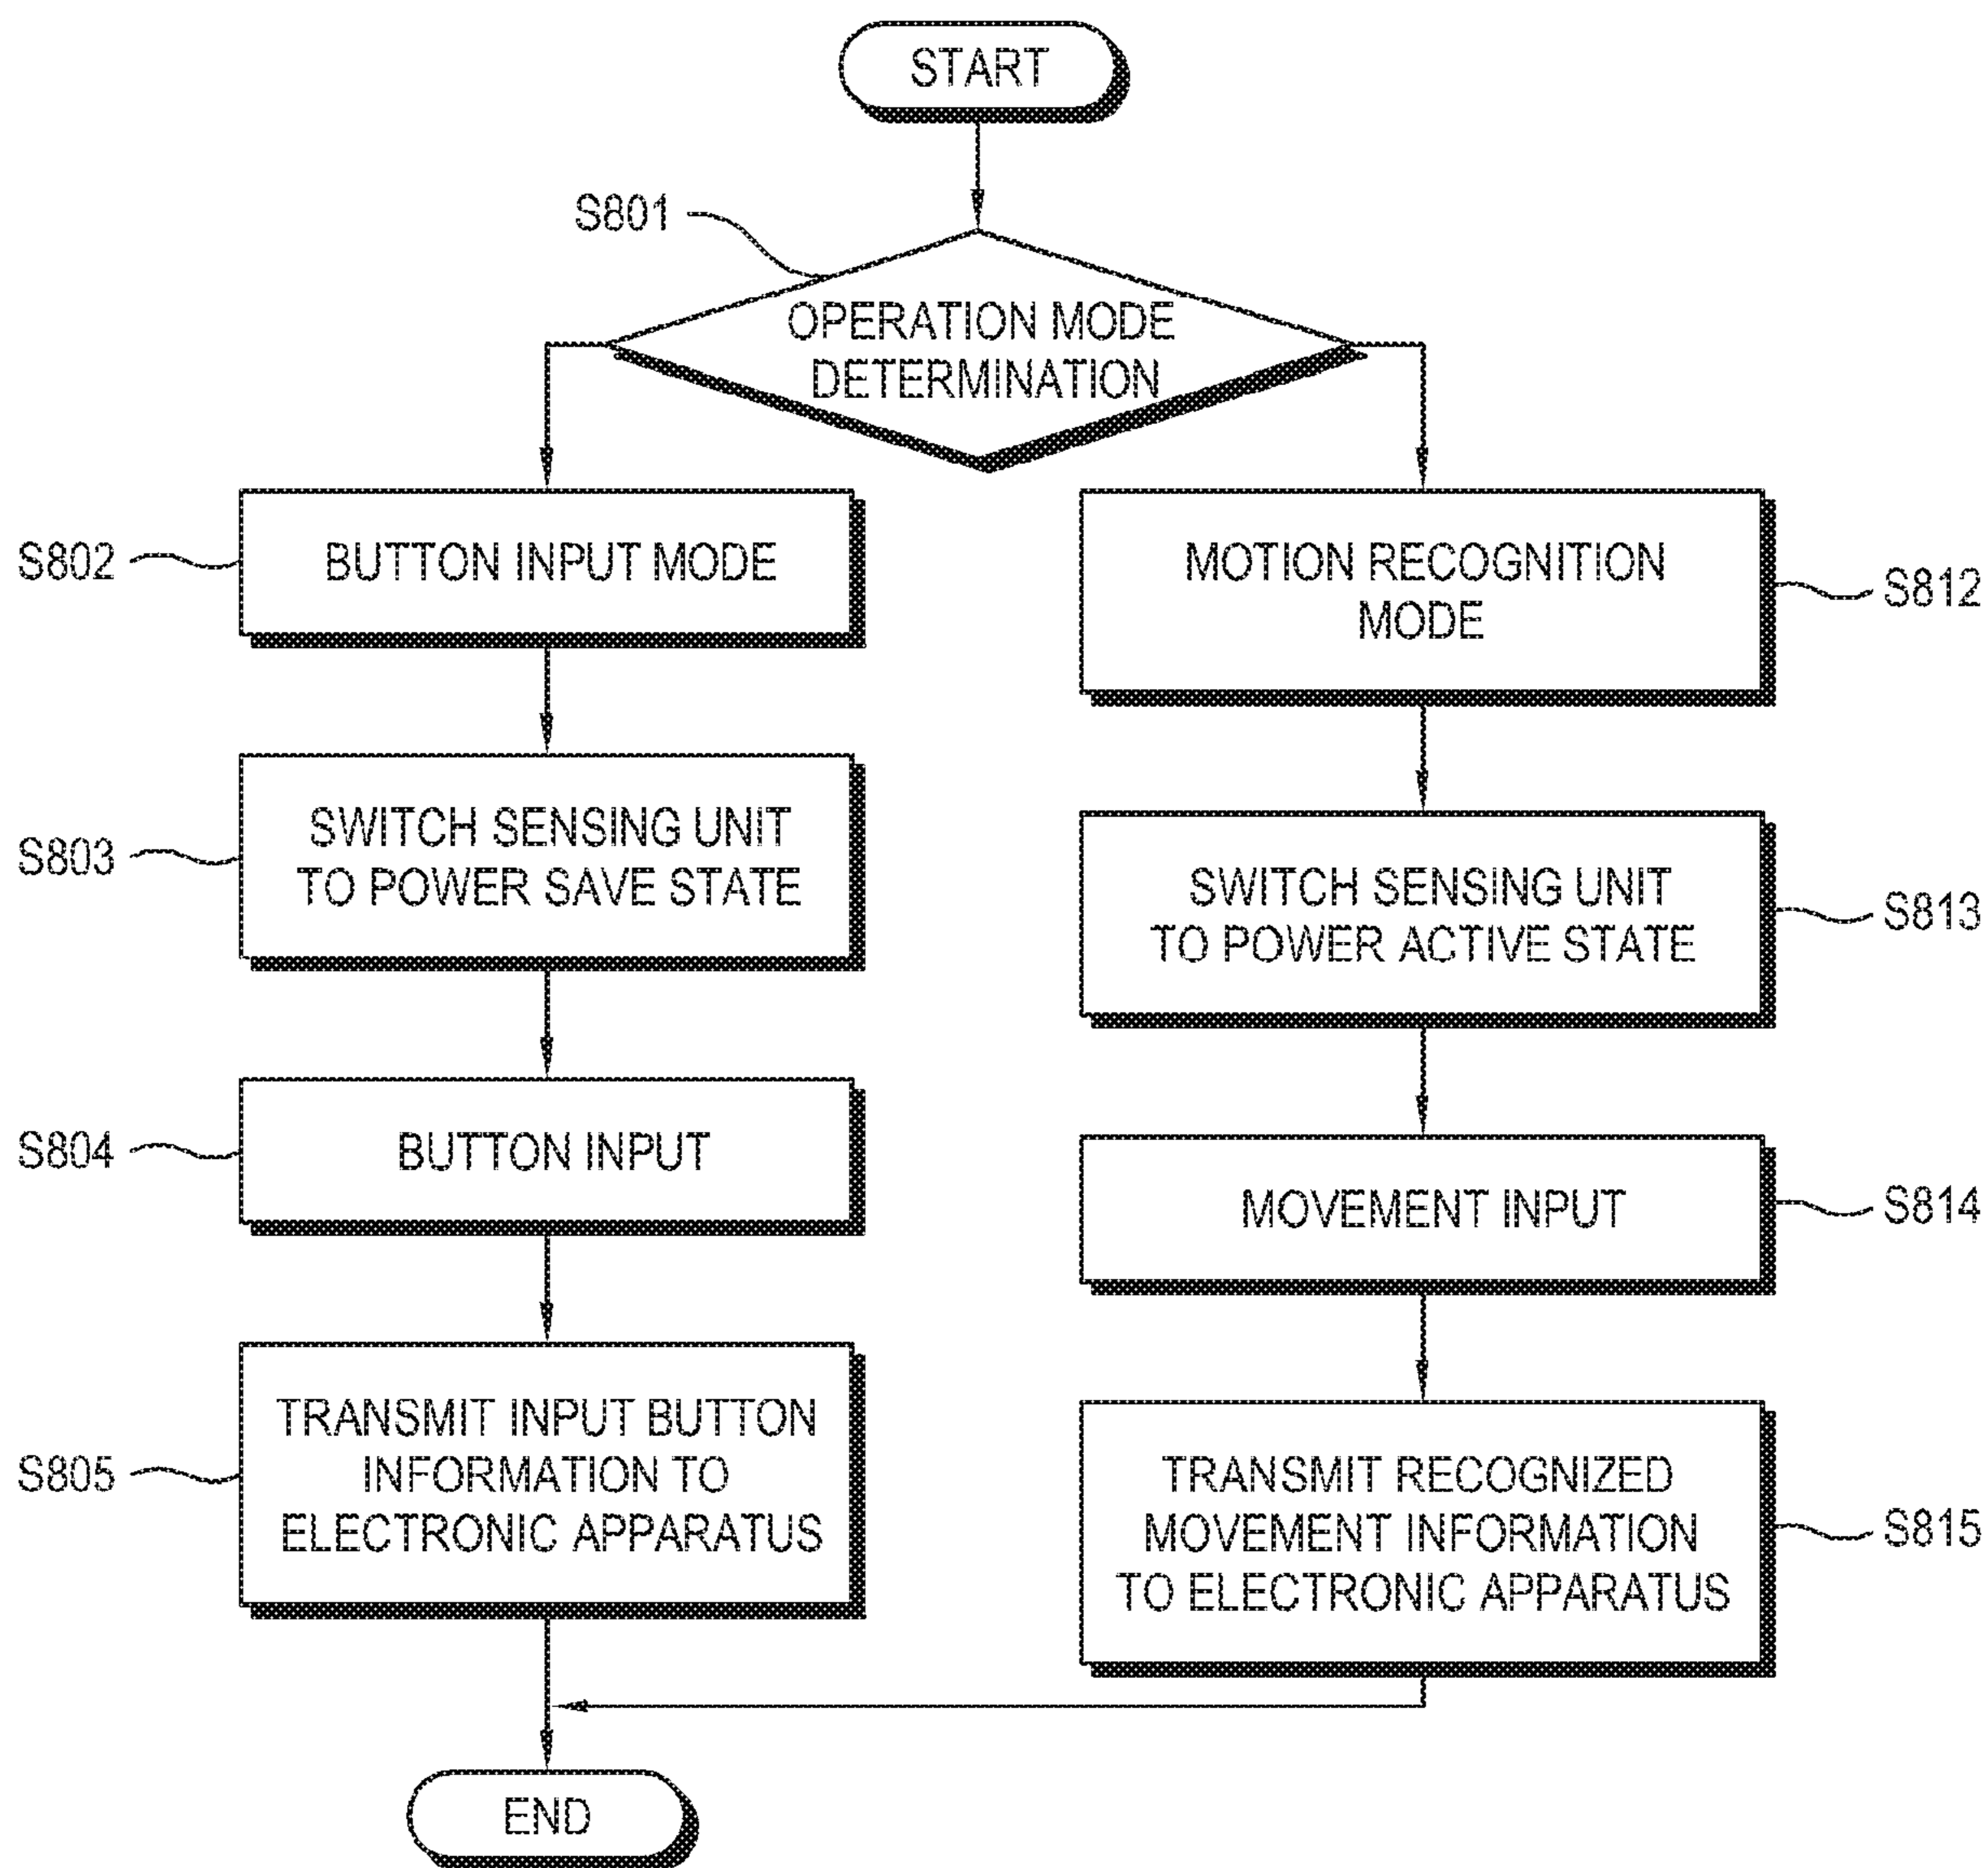 START
S801
OPERATION MODE
DETERMINATION
S802
BUTTON INPUT MODE
S803
SWITCH SENSING UNIT
TO POWER SAVE STATE
S804
BUTTON INPUT
S805
TRANSMIT INPUT BUTTON
INFORMATION TO
ELECTRONIC APPARATUS
MOTION RECOGNITION
MODE
S812
SWITCH SENSING UNIT
TO POWER ACTIVE STATE
S813
MOVEMENT INPUT
S814
TRANSMIT RECOGNIZED
MOVEMENT INFORMATION
TO ELECTRONIC APPARATUS
S815
END